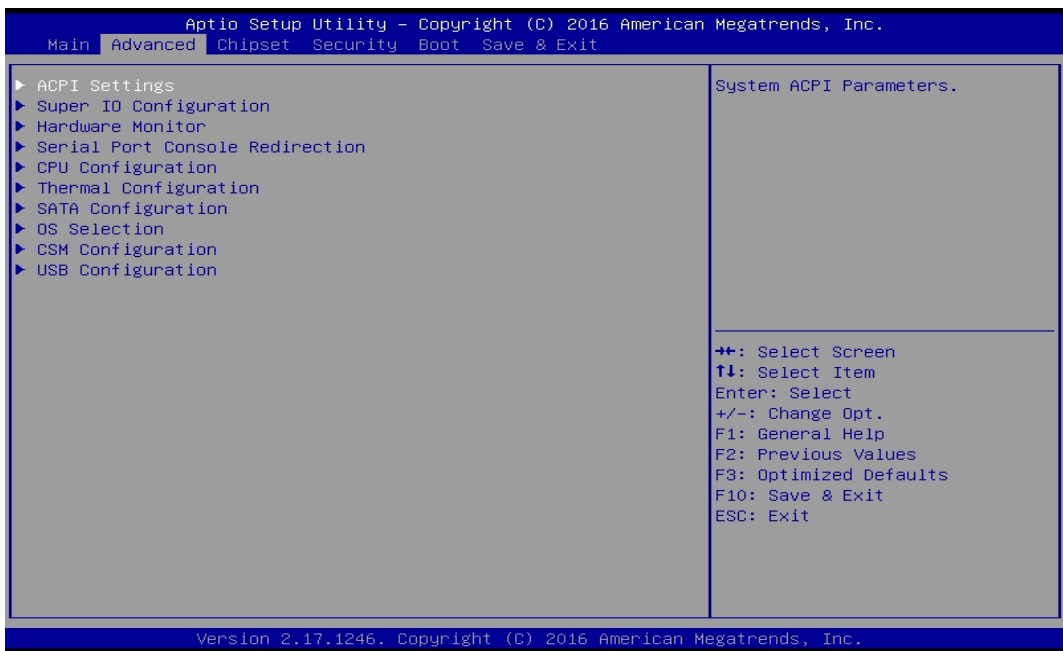 Aptio Setup Utility – Copyright (C) 2016 American Megatrends, Inc.
Main Advanced Chipset Security Boot Save & Exit
▶ ACPI Settings
▶ Super IO Configuration
▶ Hardware Monitor
▶ Serial Port Console Redirection
▶ CPU Configuration
▶ Thermal Configuration
▶ SATA Configuration
▶ OS Selection
▶ CSM Configuration
▶ USB Configuration
System ACPI Parameters.
→←: Select Screen
↑↓: Select Item
Enter: Select
+/-: Change Opt.
F1: General Help
F2: Previous Values
F3: Optimized Defaults
F10: Save & Exit
ESC: Exit
Version 2.17.1246. Copyright (C) 2016 American Megatrends, Inc.